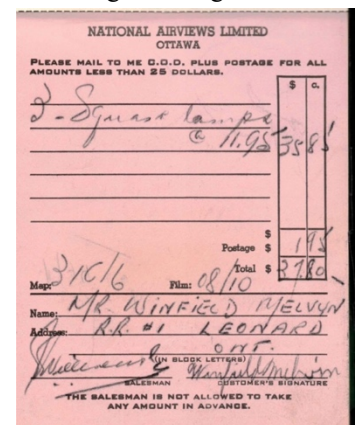 NATIONAL AIRVIEWS LIMITED
OTTAWA
PLEASE MAIL TO ME C.O.D. PLUS POSTAGE FOR ALL
AMOUNTS LESS THAN 25 DOLLARS.
$ c.
3 - Square lamps
@ 11.95 35 85
$
Postage $ 1 95
Total $ 37 80
Map: 31G/6 Film: 08/10
Name: MR. WINFIELD MELVYN
Address: R.R. #1 LEONARD
ONT.
(IN BLOCK LETTERS)
SALESMAN CUSTOMER'S SIGNATURE
THE SALESMAN IS NOT ALLOWED TO TAKE
ANY AMOUNT IN ADVANCE.